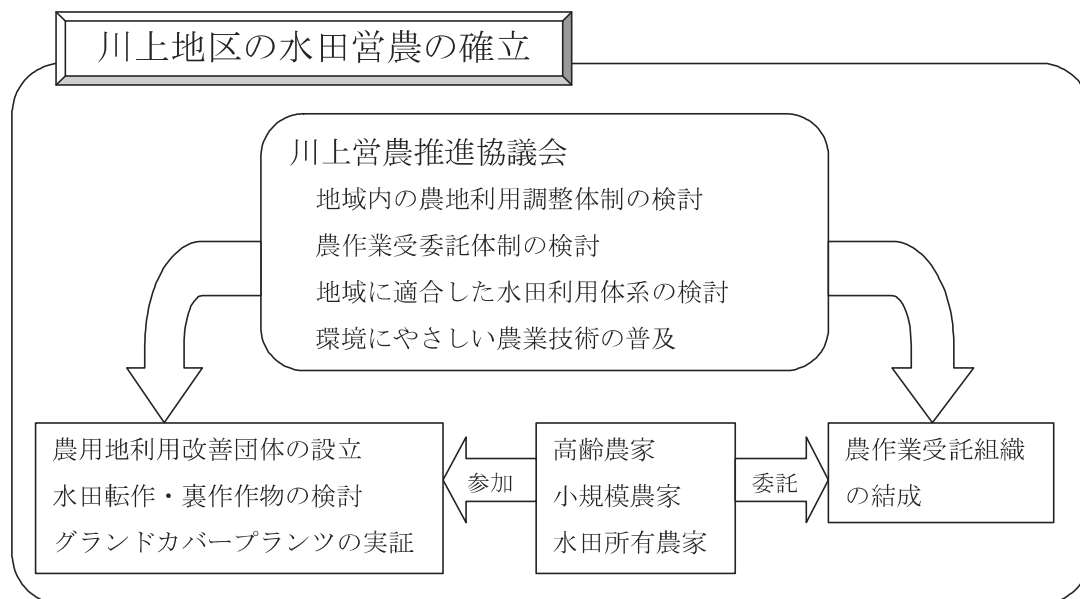 川上地区の水田営農の確立
川上営農推進協議会
地域内の農地利用調整体制の検討
農作業受委託体制の検討
地域に適合した水田利用体系の検討
環境にやさしい農業技術の普及
農用地利用改善団体の設立
水田転作・裏作作物の検討
グランドカバープランツの実証
参加
高齢農家
小規模農家
水田所有農家
委託
農作業受託組織
の結成